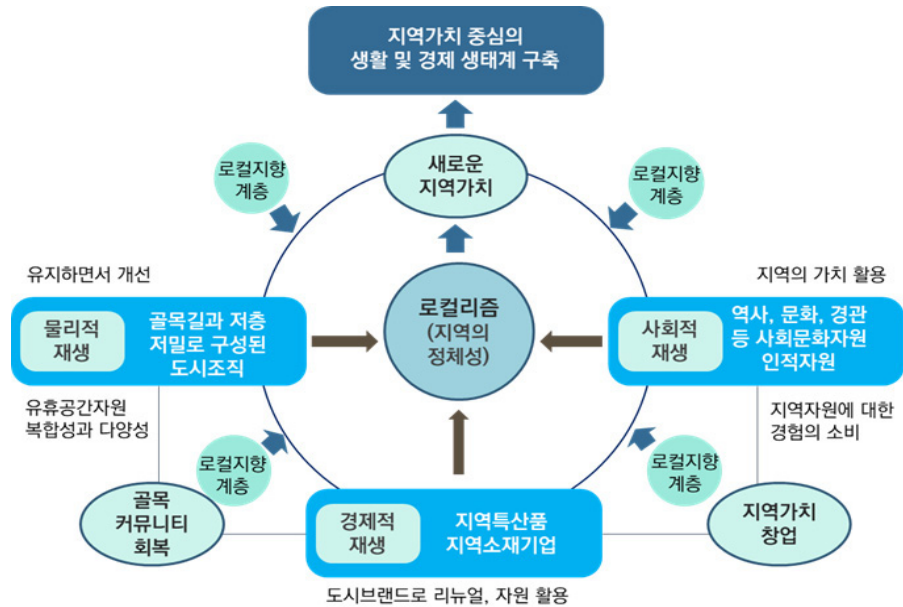 지역가치 중심의
생활 및 경제 생태계 구축
새로운
지역가치
로컬지향
계층
로컬지향
계층
로컬리즘
(지역의
정체성)
유지하면서 개선
물리적
재생
골목길과 저층
저밀로 구성된
도시조직
지역의 가치 활용
사회적
재생
역사, 문화, 경관
등 사회문화자원
인적자원
유휴공간자원
복합성과 다양성
지역자원에 대한
경험의 소비
로컬지향
계층
로컬지향
계층
골목
커뮤니티
회복
경제적
재생
지역특산품
지역소재기업
지역가치
창업
도시브랜드로 리뉴얼, 자원 활용